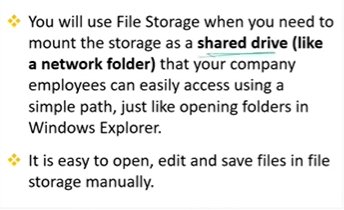 You will use File Storage when you need to
mount the storage as a shared drive (like
a network folder) that your company
employees can easily access using a
simple path, just like opening folders in
Windows Explorer.
It is easy to open, edit and save files in file
storage manually.